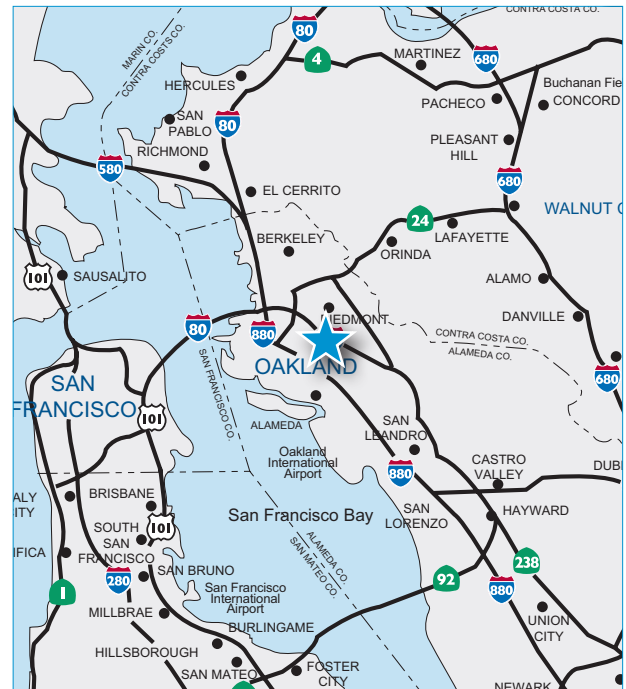 CONTRA COSTA CO.
80
MARIN CO.
CONTRA COSTS CO.
4
MARTINEZ
680
HERCULES
Buchanan Fie
PACHECO
CONCORD
SAN
PABLO
80
PLEASANT
HILL
RICHMOND
580
680
EL CERRITO
WALNUT C
24
BERKELEY
LAFAYETTE
ORINDA
101
SAUSALITO
ALAMO
DANVILLE
PIEDMONT
80
880
CONTRA COSTA CO.
ALAMEDA CO.
SAN FRANCISCO CO.
OAKLAND
680
SAN
FRANCISCO
101
ALAMEDA
SAN
LEANDRO
Oakland
International
Airport
CASTRO
VALLEY
DUB
880
ALY
CITY
BRISBANE
SAN
LORENZO
HAYWARD
San Francisco Bay
101
SOUTH
SAN
FRANCISCO
IFICA
ALAMEDA CO.
SAN MATEO CO.
238
SAN BRUNO
280
92
880
1
San Francisco
International
Airport
MILLBRAE
UNION
CITY
BURLINGAME
HILLSBOROUGH
SAN MATEO
FOSTER
CITY
NEWARK